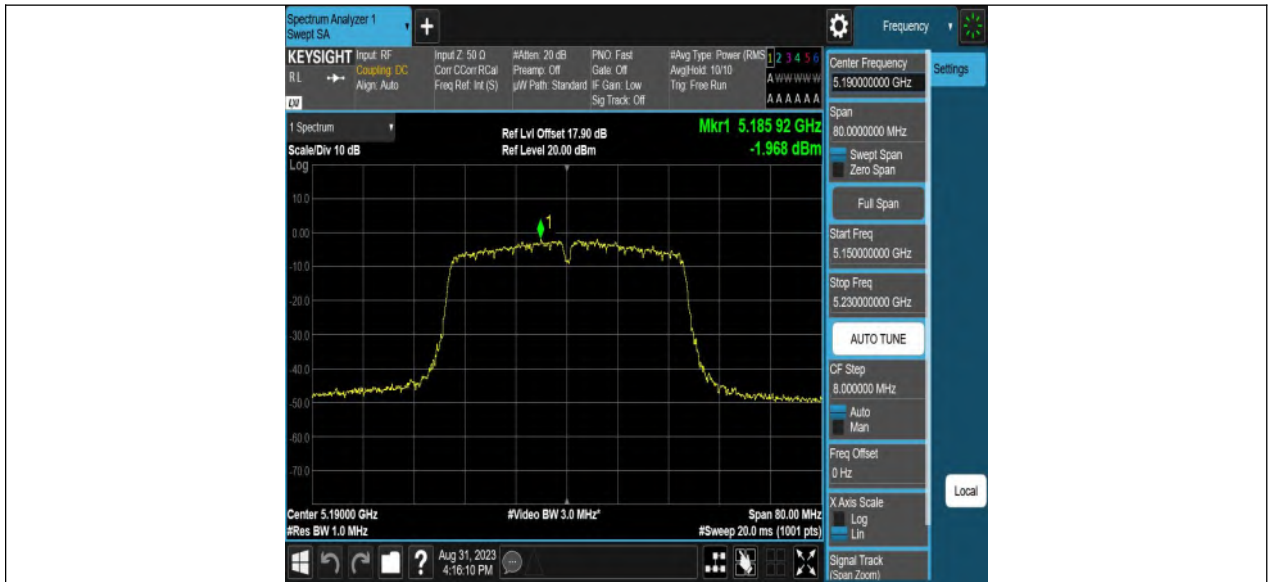 Spectrum Analyzer 1
Swept SA
+
Frequency
KEYSIGHT
RL
LXI
Input: RF
Coupling: DC
Align: Auto
Input Z: 50 Ω
Corr CCorr RCal
Freq Ref: Int (S)
#Atten: 20 dB
Preamp: Off
µW Path: Standard
PNO: Fast
Gate: Off
IF Gain: Low
Sig Track: Off
#Avg Type: Power (RMS
Avg|Hold: 10/10
Trig: Free Run
1 2 3 4 5 6
A W W W W W
A A A A A A
1 Spectrum
Scale/Div 10 dB
Log
Ref Lvl Offset 17.90 dB
Ref Level 20.00 dBm
Mkr1 5.185 92 GHz
-1.968 dBm
10.0
0.00
-10.0
-20.0
-30.0
-40.0
-50.0
-60.0
-70.0
1
Center 5.19000 GHz
#Res BW 1.0 MHz
#Video BW 3.0 MHz*
Span 80.00 MHz
#Sweep 20.0 ms (1001 pts)
?
Aug 31, 2023
4:16:10 PM
Center Frequency
5.190000000 GHz
Settings
Span
80.0000000 MHz
Swept Span
Zero Span
Full Span
Start Freq
5.150000000 GHz
Stop Freq
5.230000000 GHz
AUTO TUNE
CF Step
8.000000 MHz
Auto
Man
Freq Offset
0 Hz
X Axis Scale
Log
Lin
Local
Signal Track
(Span Zoom)